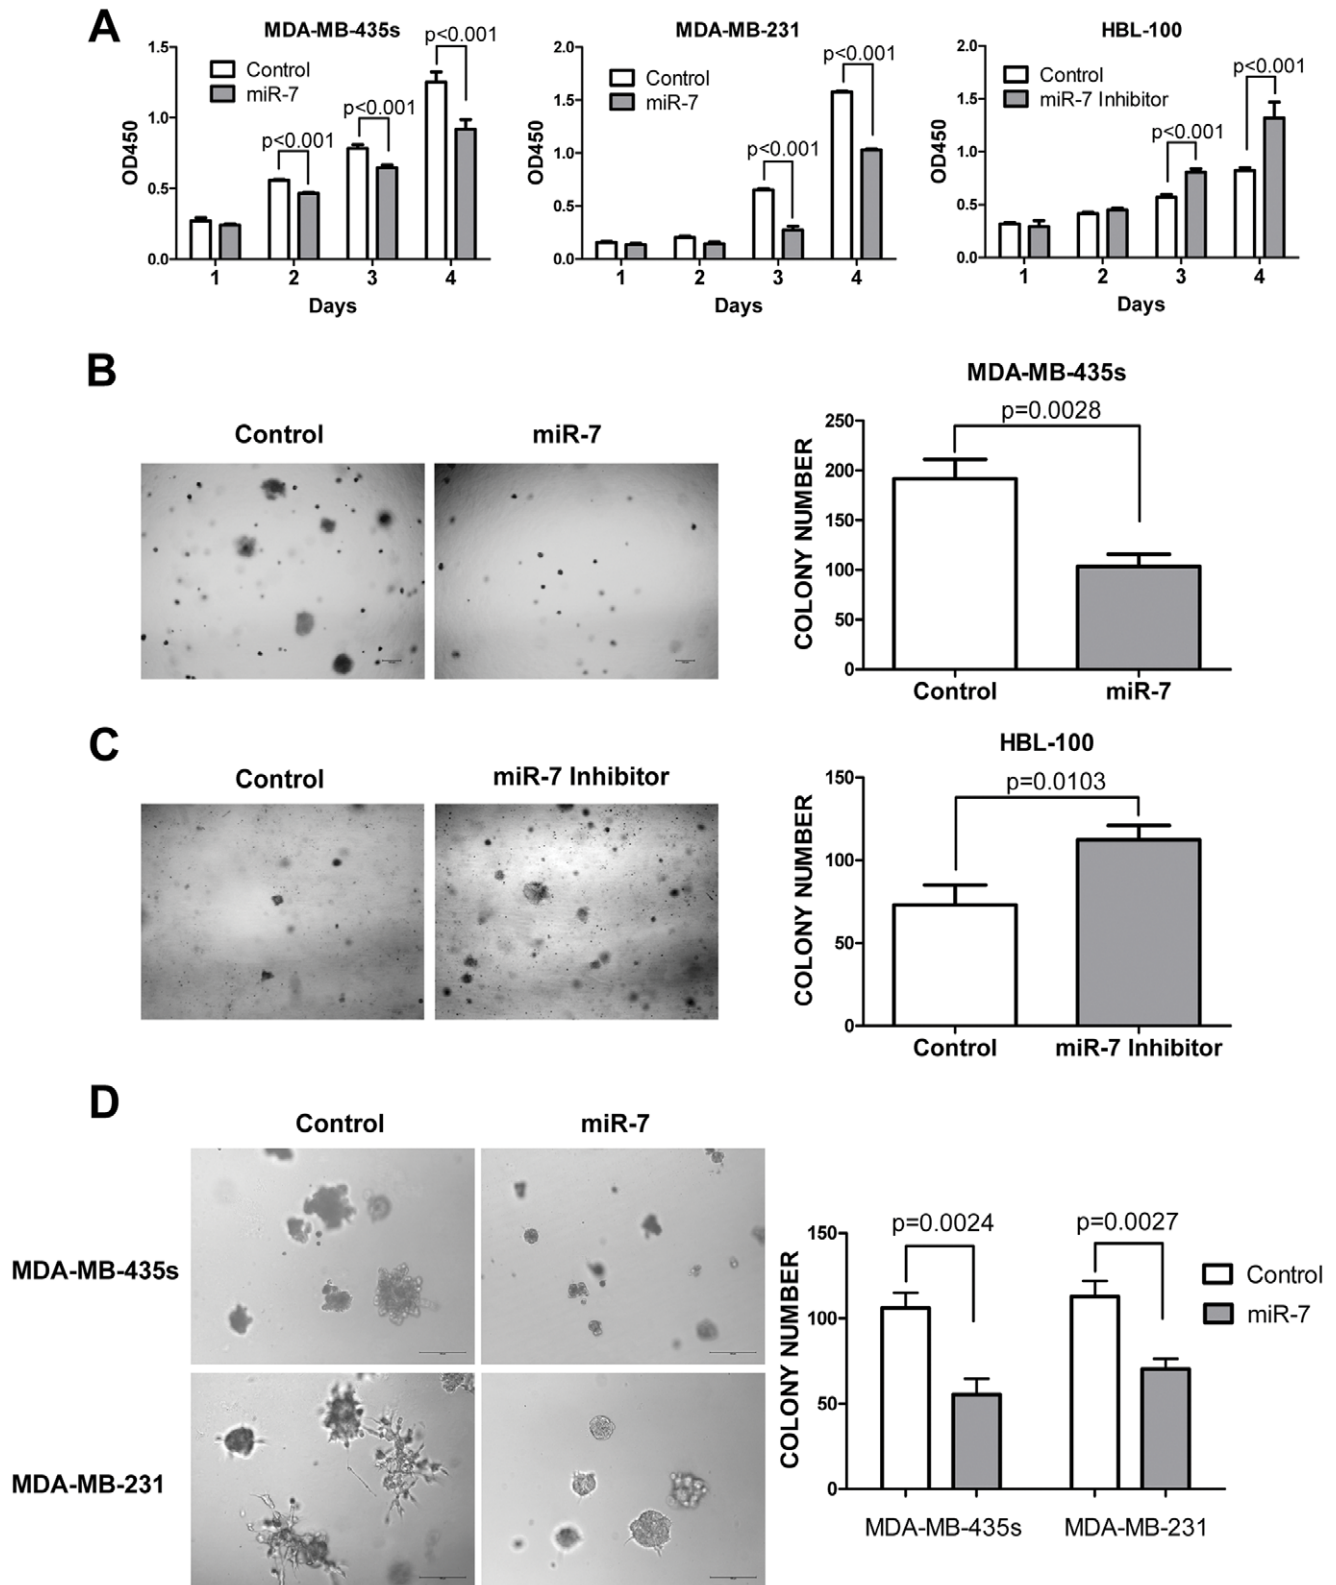 A
MDA-MB-435s
1.5
1.0
0.5
0.0
OD450
Control
miR-7
p<0.001
p<0.001
p<0.001
1 2 3 4
Days
MDA-MB-231
2.0
1.5
1.0
0.5
0.0
OD450
Control
miR-7
p<0.001
p<0.001
1 2 3 4
Days
HBL-100
2.0
1.5
1.0
0.5
0.0
OD450
Control
miR-7 Inhibitor
p<0.001
p<0.001
1 2 3 4
Days
B
Control
miR-7
MDA-MB-435s
p=0.0028
250
200
150
100
50
0
COLONY NUMBER
Control
miR-7
C
Control
miR-7 Inhibitor
HBL-100
p=0.0103
150
100
50
0
COLONY NUMBER
Control
miR-7 Inhibitor
D
Control
miR-7
MDA-MB-435s
MDA-MB-231
p=0.0024
p=0.0027
150
100
50
0
COLONY NUMBER
Control
miR-7
MDA-MB-435s
MDA-MB-231